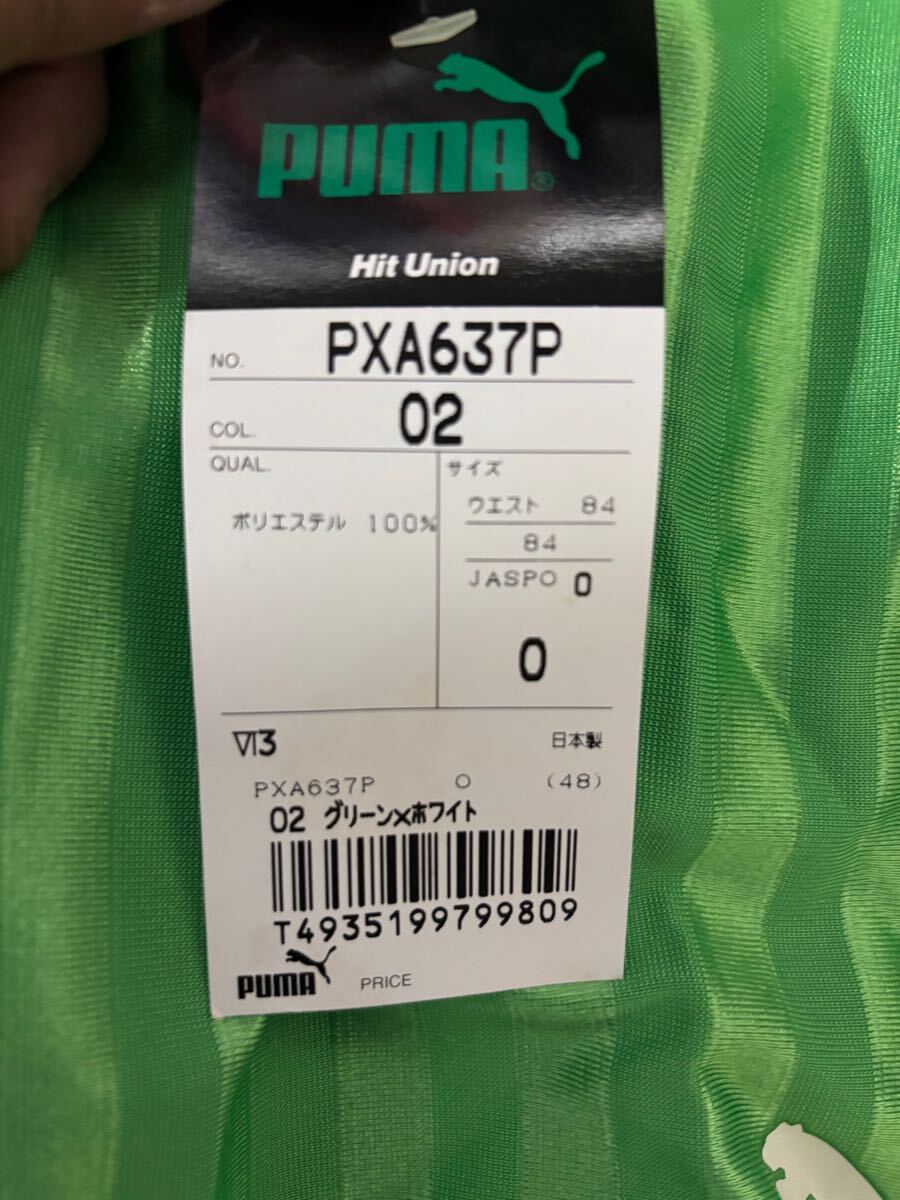 PUMA®
Hit Union
NO. PXA637P
COL. 02
QUAL.
ポリエステル 100%
サイズ
ウエスト 84
84
JASPO O
O
VI3 日本製
PXA637P O (48)
02 グリーン×ホワイト
T4935199799809
PUMA PRICE